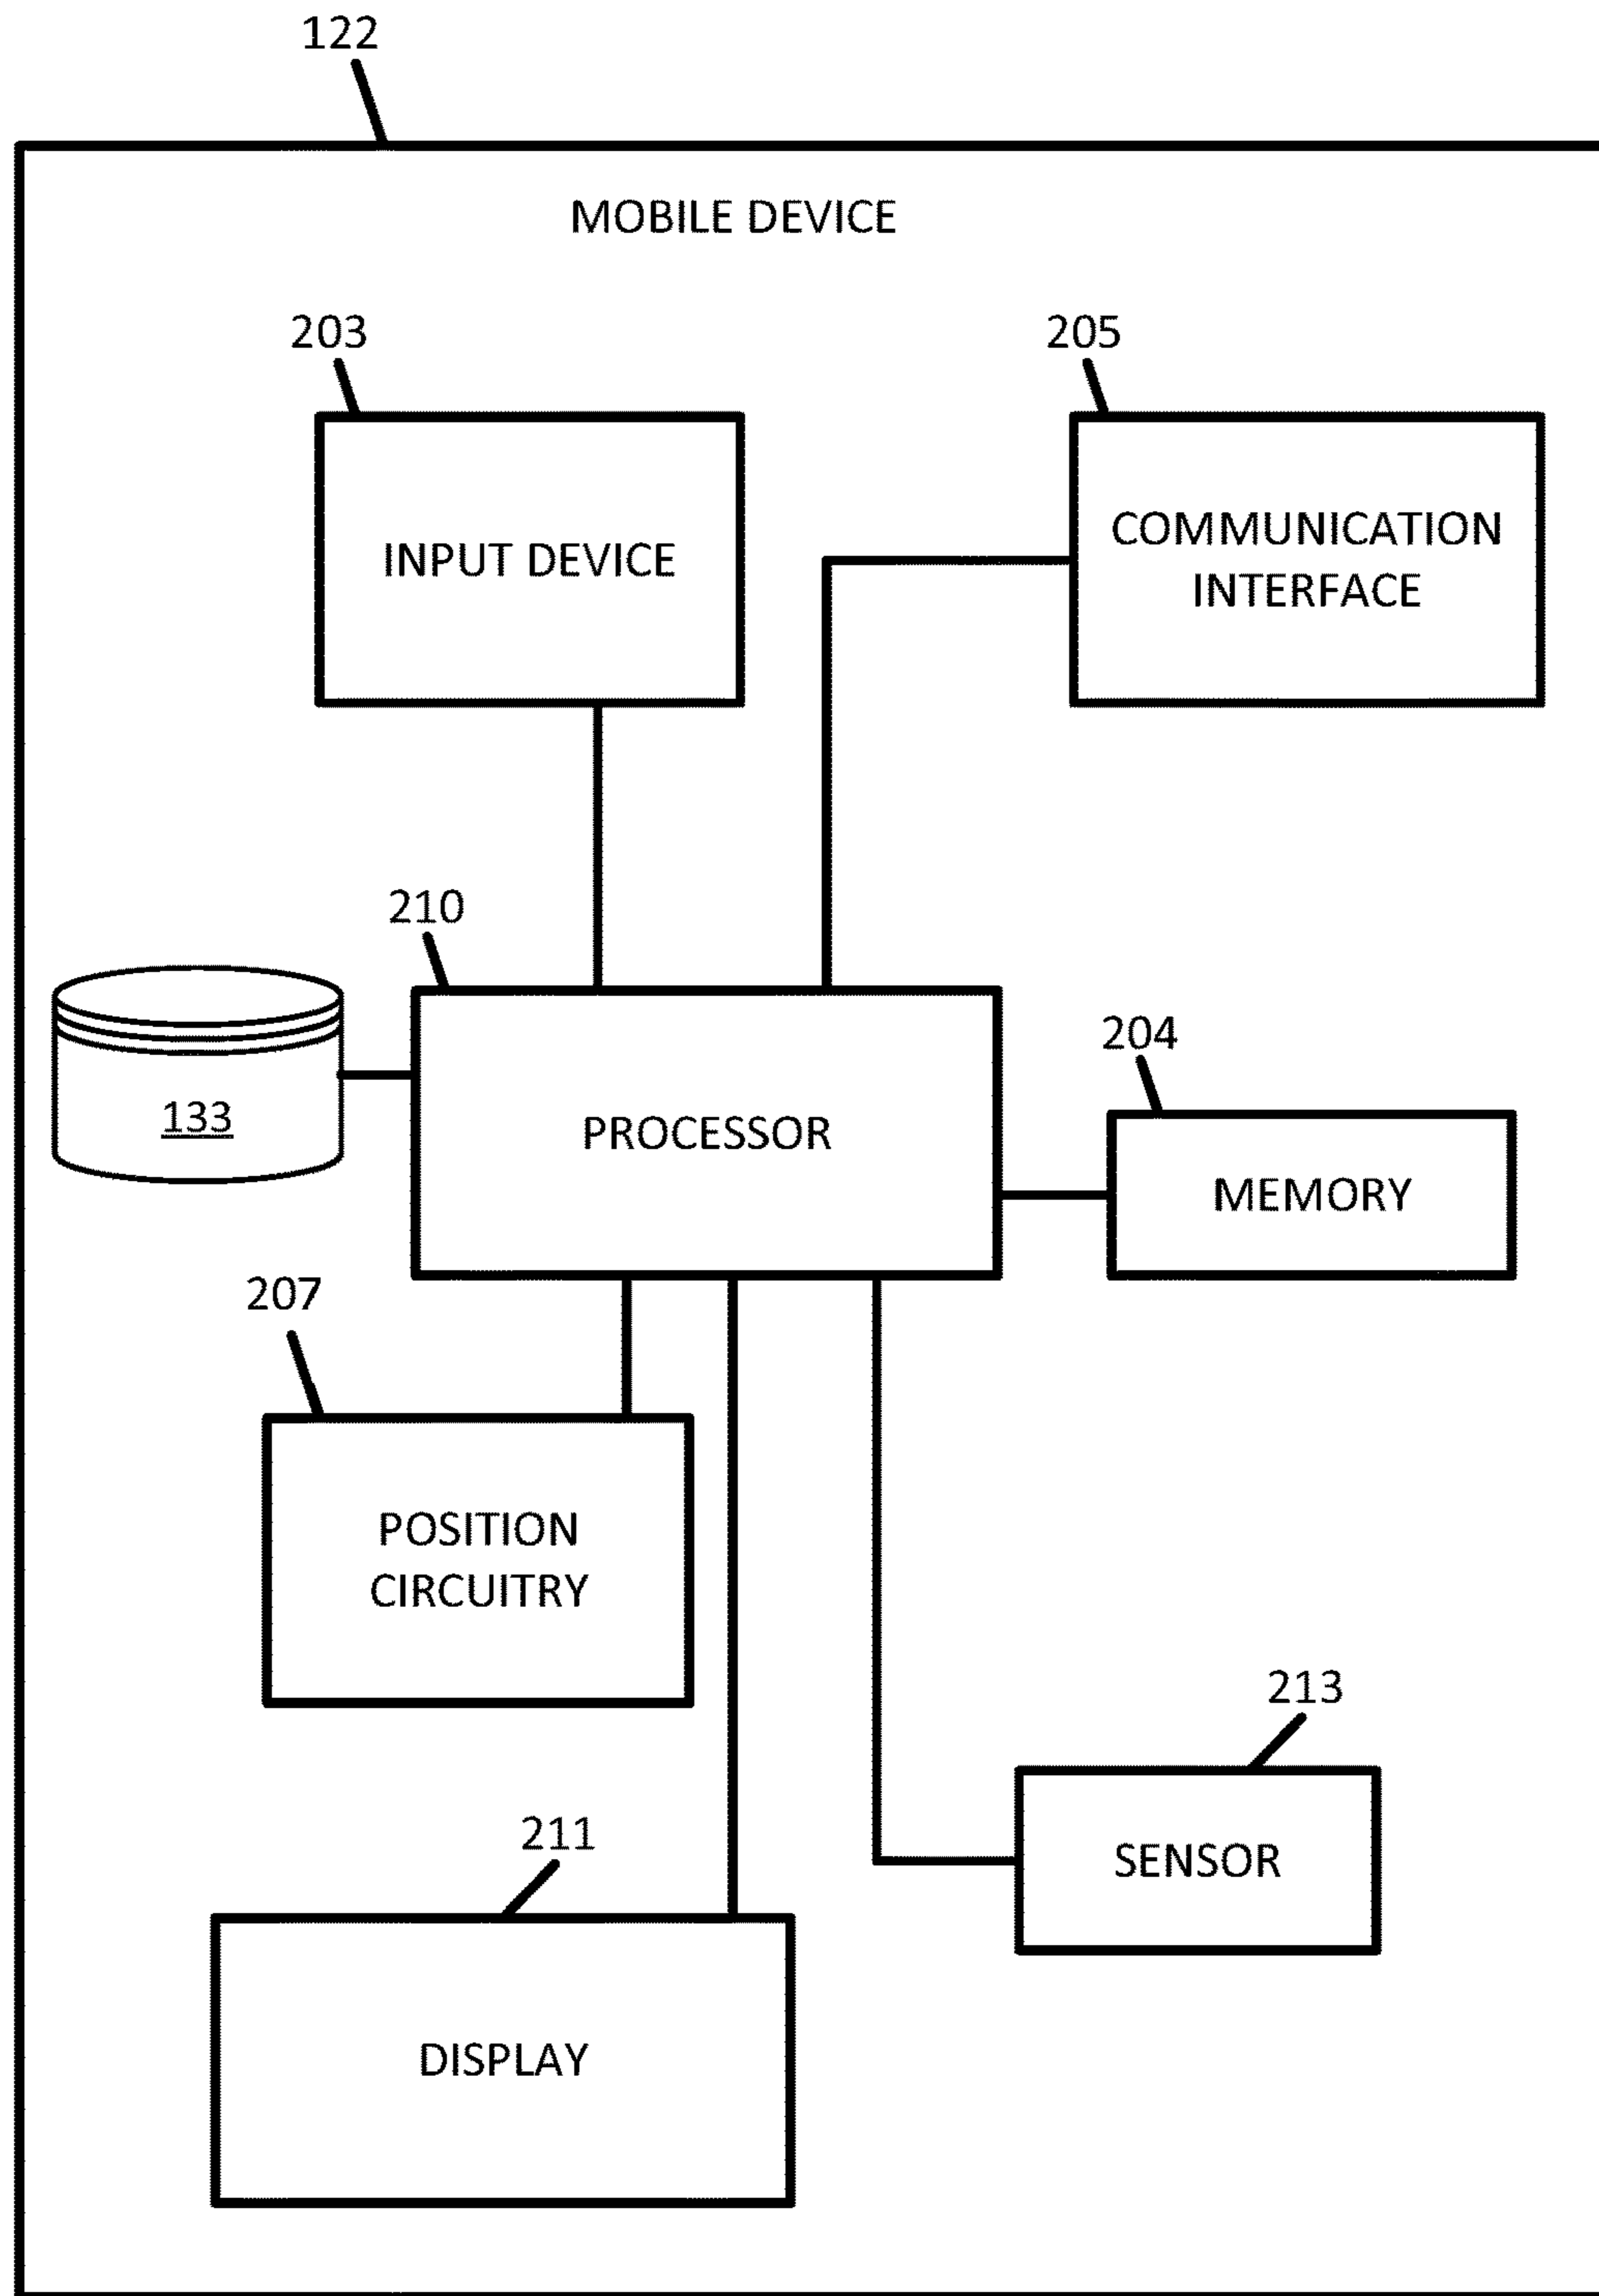 122
MOBILE DEVICE
203
205
INPUT DEVICE
COMMUNICATION
INTERFACE
210
133
PROCESSOR
204
MEMORY
207
POSITION
CIRCUITRY
213
SENSOR
211
DISPLAY